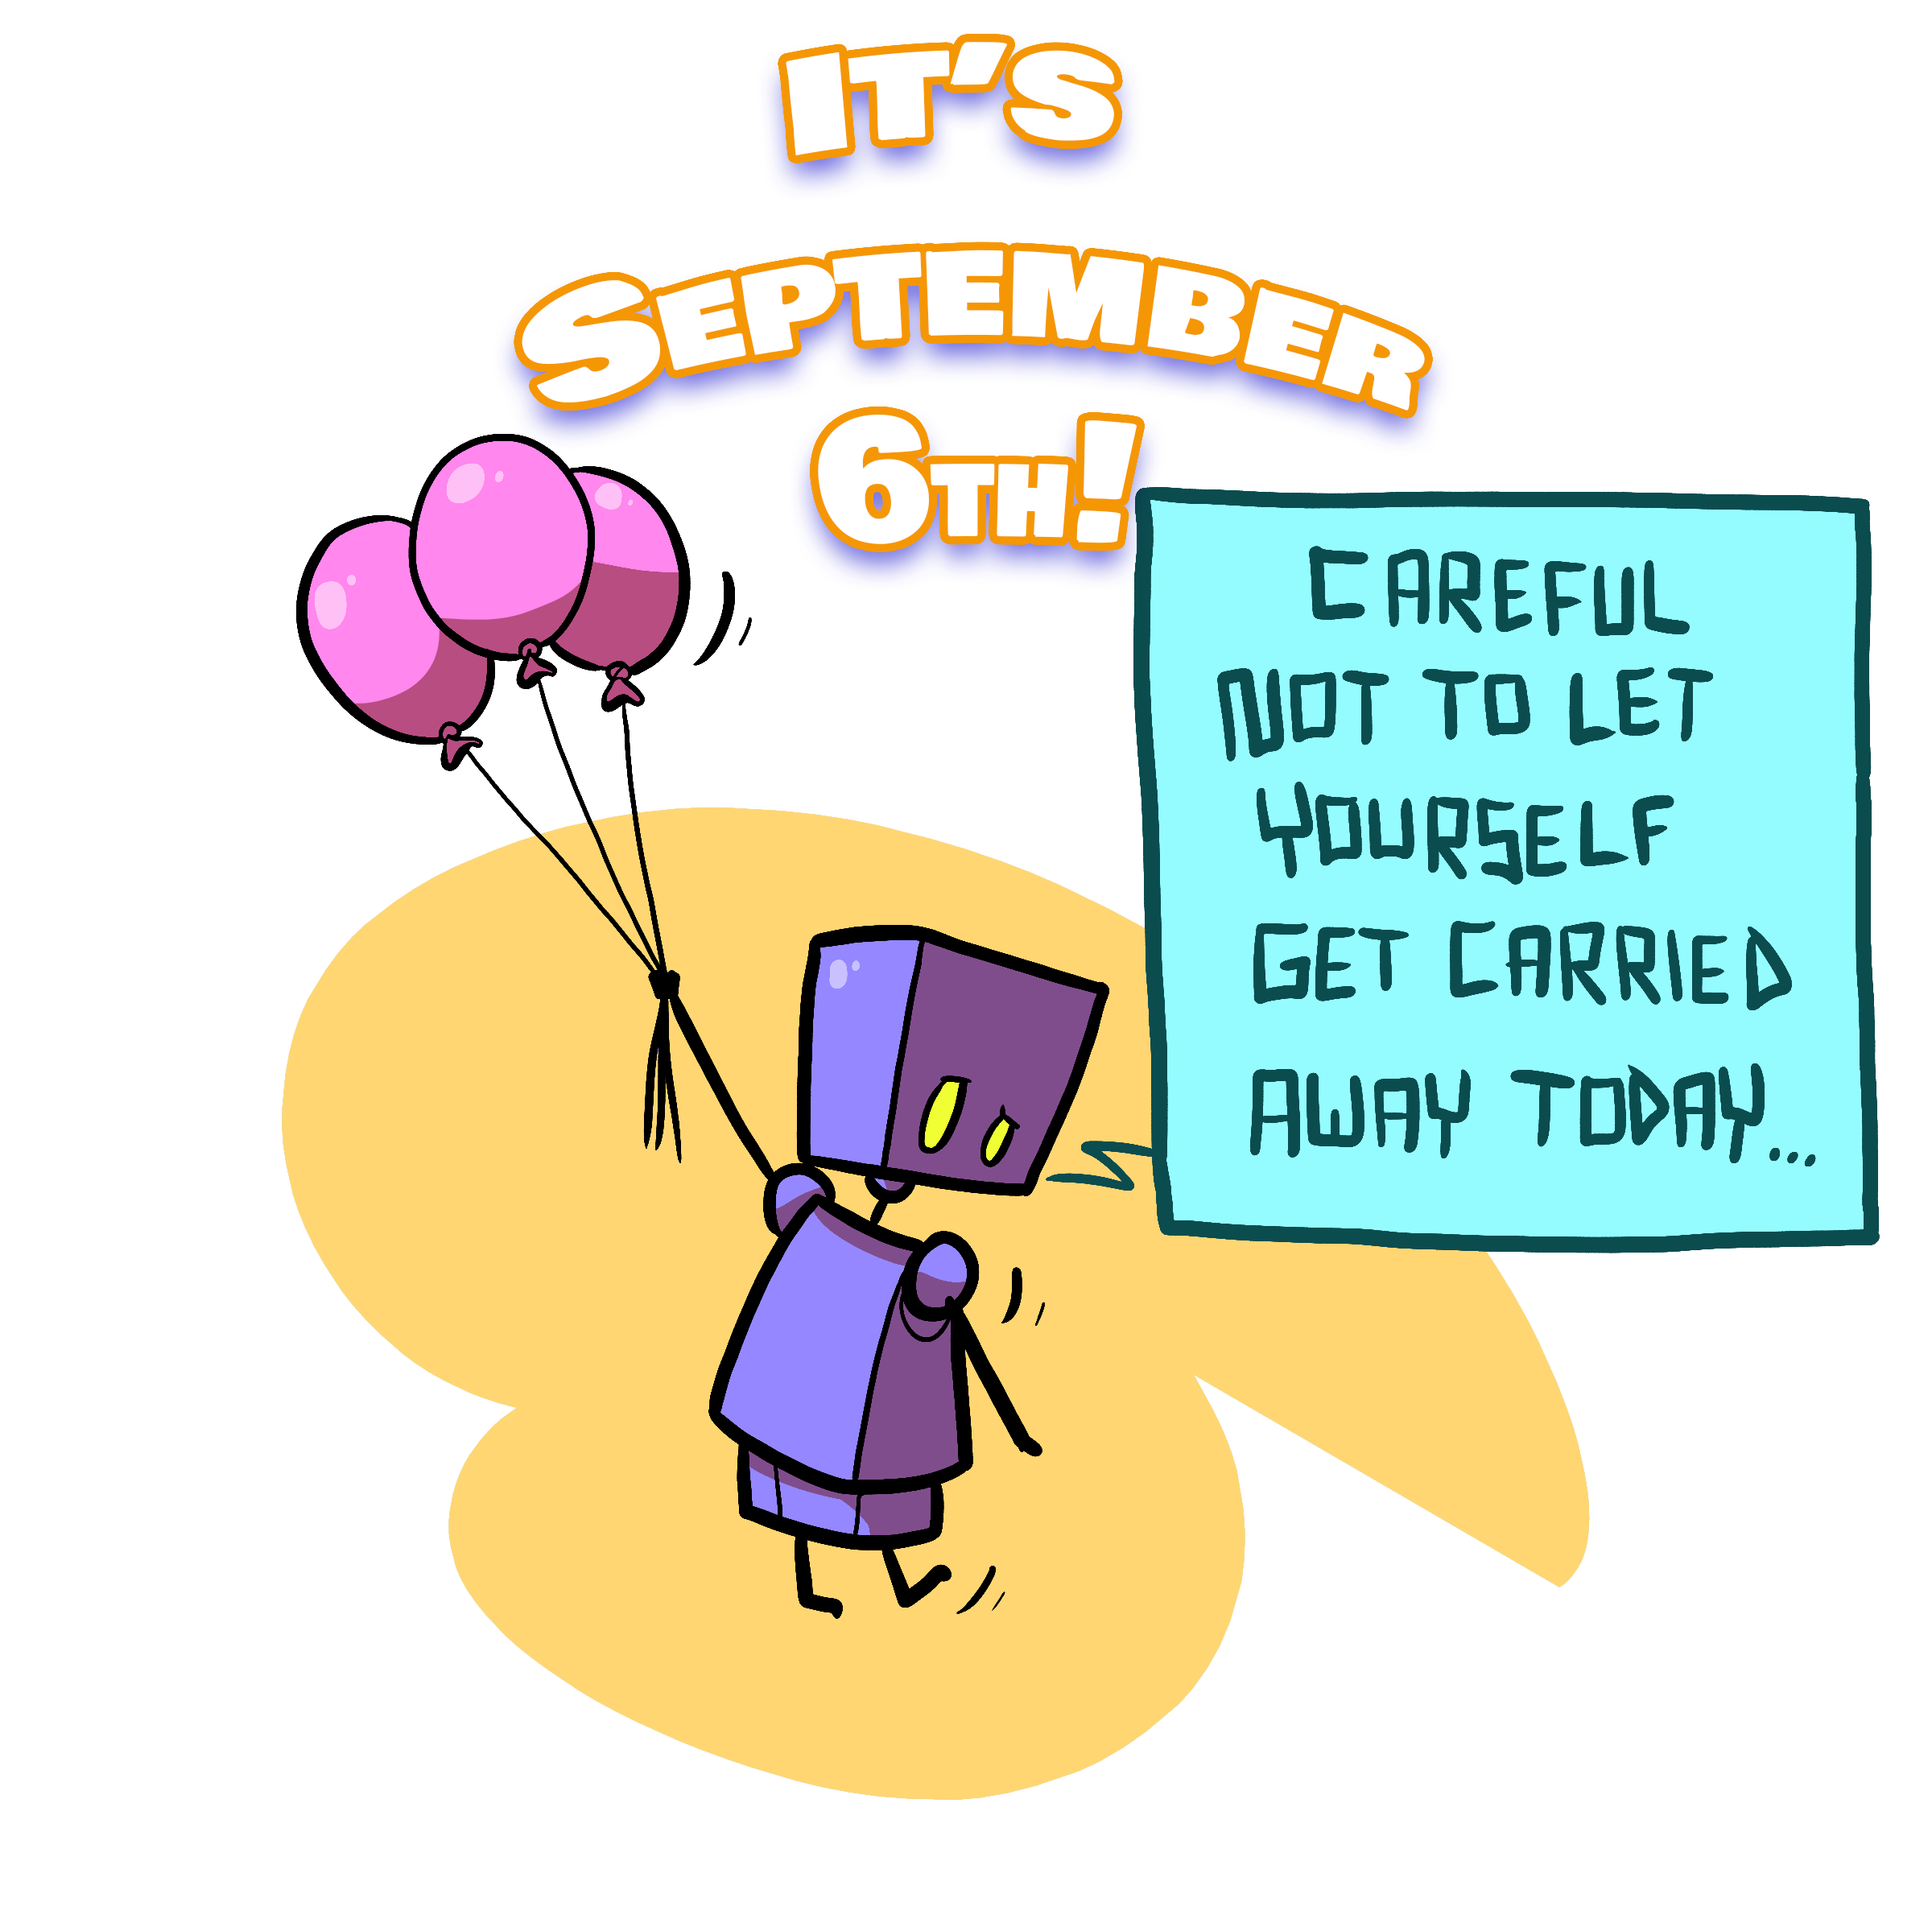 IT'S
SEPTEMBER
6TH!
CAREFUL
NOT TO LET
YOURSELF
GET CARRIED
AWAY TODAY...